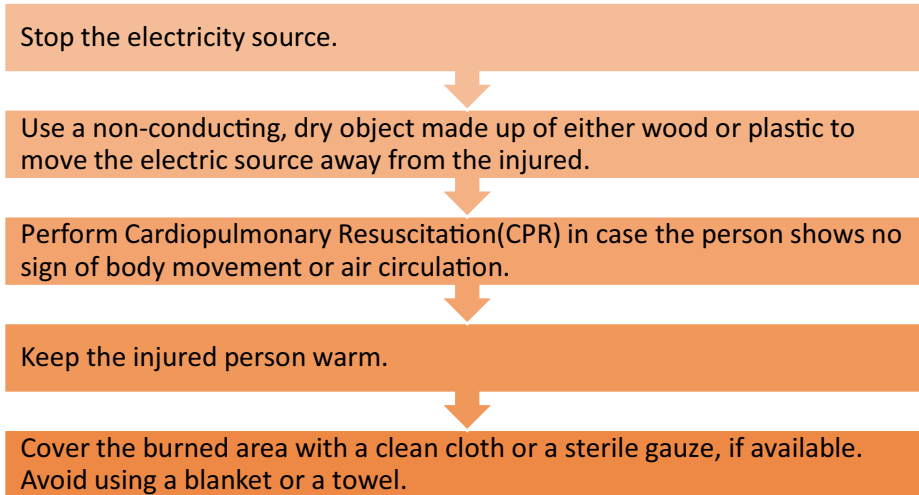 Stop the electricity source.
Use a non-conducting, dry object made up of either wood or plastic to
move the electric source away from the injured.
Perform Cardiopulmonary Resuscitation(CPR) in case the person shows no
sign of body movement or air circulation.
Keep the injured person warm.
Cover the burned area with a clean cloth or a sterile gauze, if available.
Avoid using a blanket or a towel.